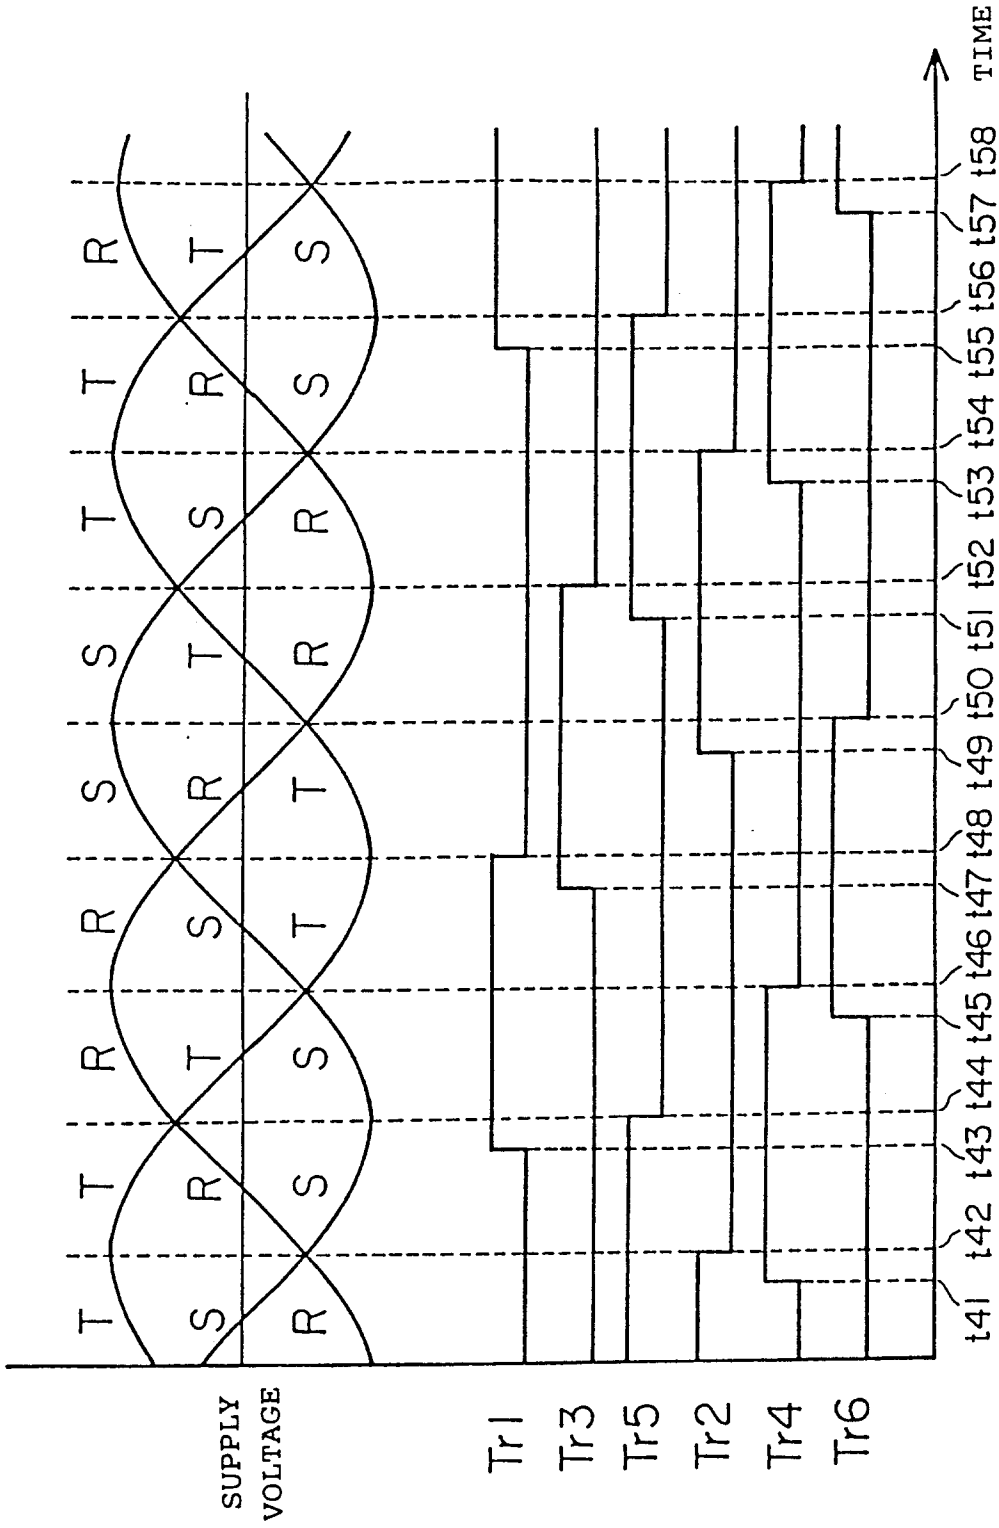 T T R R S S T T R
S R T S R T S R T
R S S T T R R S S
SUPPLY
VOLTAGE
Tr1
Tr3
Tr5
Tr2
Tr4
Tr6
t41 t42 t43 t44 t45 t46 t47 t48 t49 t50 t51 t52 t53 t54 t55 t56 t57 t58
TIME